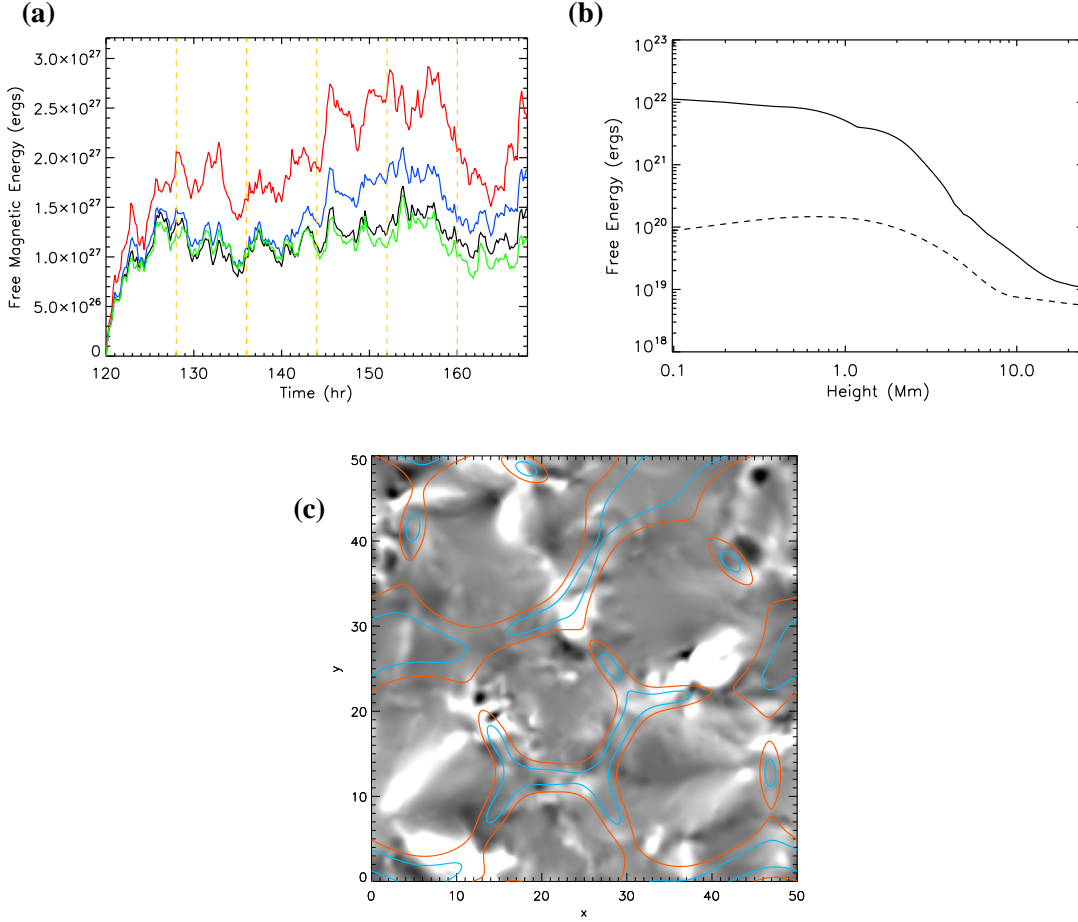 (a)
Free Magnetic Energy (ergs)
3.0×10^27
2.5×10^27
2.0×10^27
1.5×10^27
1.0×10^27
5.0×10^26
0
120 130 140 150 160
Time (hr)
(b)
Free Energy (ergs)
10^23
10^22
10^21
10^20
10^19
10^18
0.1 1.0 10.0
Height (Mm)
(c)
y
50
40
30
20
10
0
0 10 20 30 40 50
x